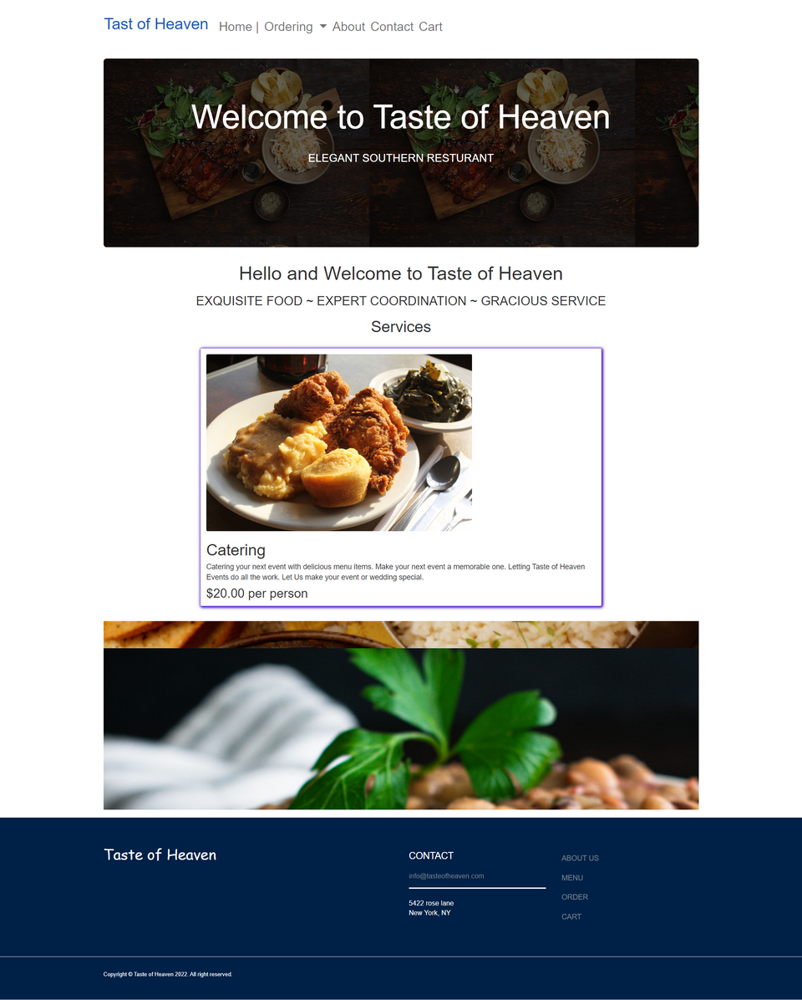 Tast of Heaven Home | Ordering About Contact Cart
Welcome to Taste of Heaven
ELEGANT SOUTHERN RESTURANT
Hello and Welcome to Taste of Heaven
EXQUISITE FOOD ~ EXPERT COORDINATION ~ GRACIOUS SERVICE
Services
Catering
Catering your next event with delicious menu items. Make your next event a memorable one. Letting Taste of Heaven
Events do all the work. Let Us make your event or wedding special.
$20.00 per person
Taste of Heaven
CONTACT
info@tasteofheaven.com
5422 rose lane
New York, NY
ABOUT US
MENU
ORDER
CART
Copyright © Taste of Heaven 2022. All right reserved.